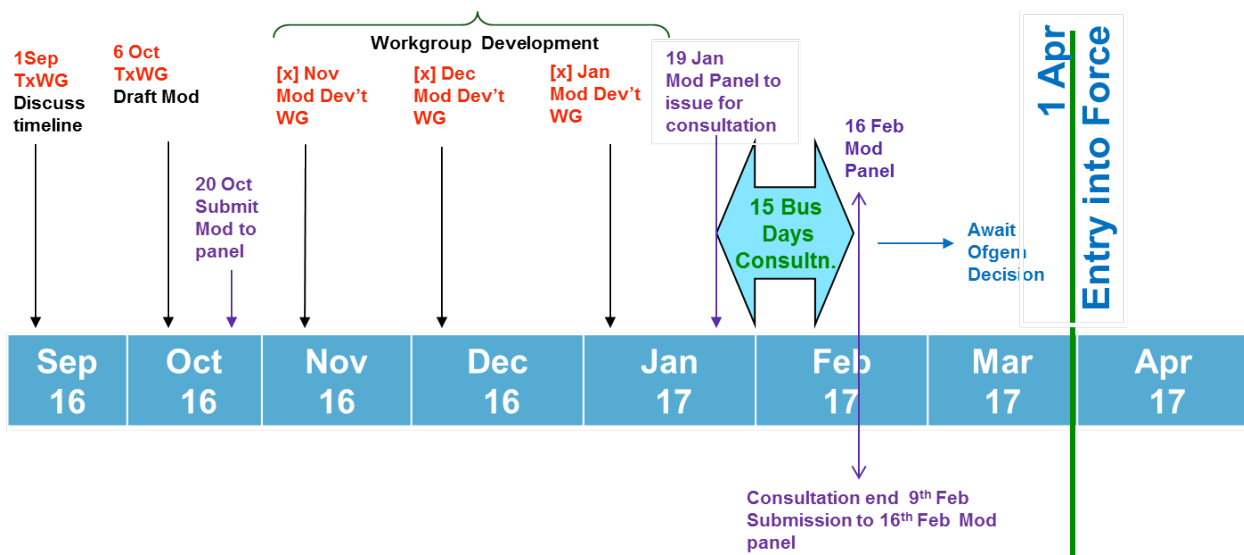 1Sep
TxWG
Discuss
timeline
6 Oct
TxWG
Draft Mod
20 Oct
Submit
Mod to
panel
Workgroup Development
[x] Nov
Mod Dev't
WG
[x] Dec
Mod Dev't
WG
[x] Jan
Mod Dev't
WG
19 Jan
Mod Panel to
issue for
consultation
15 Bus
Days
Consultn.
16 Feb
Mod
Panel
Await
Ofgem
Decision
1 Apr
Entry into Force
Sep
16
Oct
16
Nov
16
Dec
16
Jan
17
Feb
17
Mar
17
Apr
17
Consultation end 9th Feb
Submission to 16th Feb Mod
panel